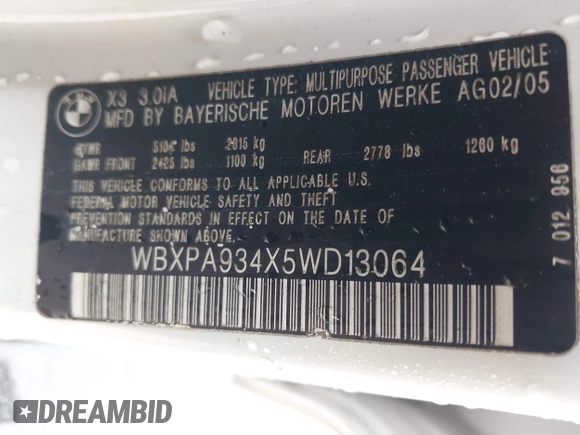 BMW
X3 3.0iA VEHICLE TYPE: MULTIPURPOSE PASSENGER VEHICLE
MFD BY BAYERISCHE MOTOREN WERKE AG02/05
GVWR lbs kg
GAWR FRONT 2425 lbs 1100 kg REAR 2778 lbs 1260 kg
THIS VEHICLE CONFORMS TO ALL APPLICABLE U.S.
FEDERAL MOTOR VEHICLE SAFETY AND THEFT
PREVENTION STANDARDS IN EFFECT ON THE DATE OF
MANUFACTURE SHOWN ABOVE.
WBXPA934X5WD13064
7 012 956
DREAMBID